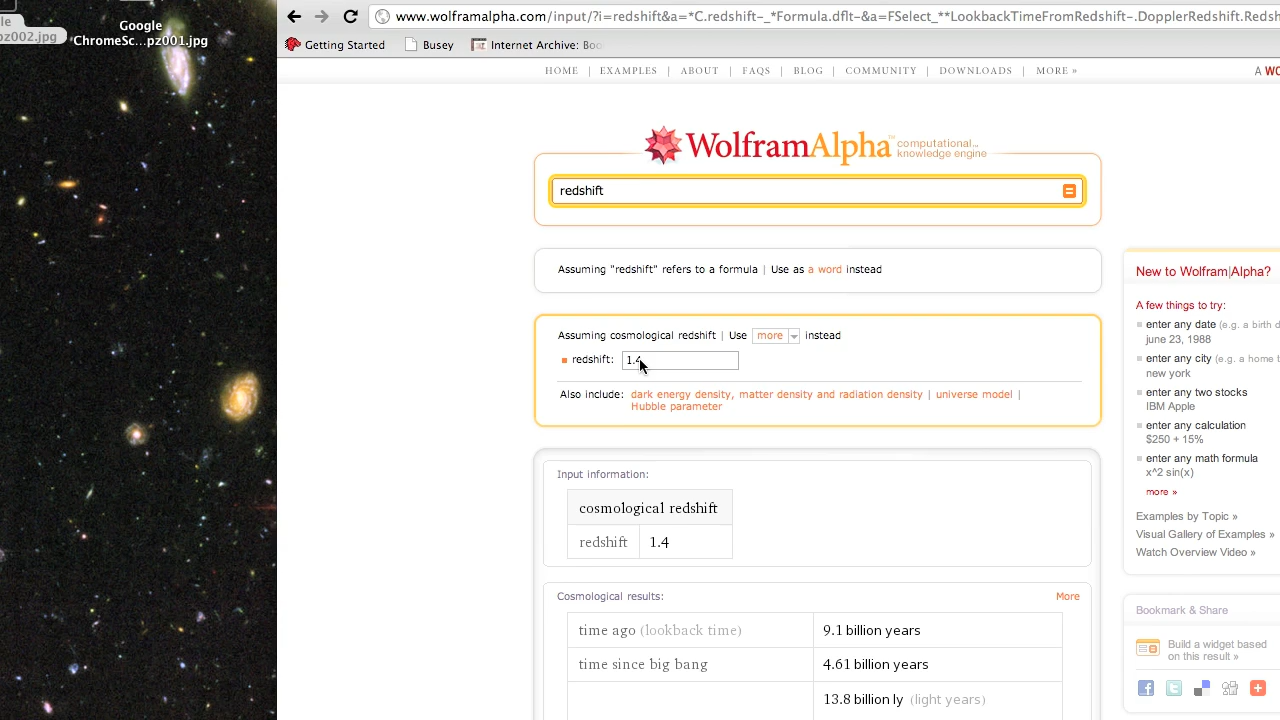 le
pz002.jpg
Google
ChromeSc...pz001.jpg
www.wolframalpha.com/input/?i=redshift&a=*C.redshift-_*Formula.dflt-&a=FSelect_**LookbackTimeFromRedshift-.DopplerRedshift.Redsh
Getting Started Busey Internet Archive: Boo
HOME | EXAMPLES | ABOUT | FAQS | BLOG | COMMUNITY | DOWNLOADS | MORE »
A WO
WolframAlpha™ computational... knowledge engine
redshift
Assuming "redshift" refers to a formula | Use as a word instead
Assuming cosmological redshift | Use more instead
redshift: 1.4
Also include: dark energy density, matter density and radiation density | universe model |
Hubble parameter
Input information:
cosmological redshift
redshift 1.4
Cosmological results: More
time ago (lookback time) 9.1 billion years
time since big bang 4.61 billion years
13.8 billion ly (light years)
New to Wolfram|Alpha?
A few things to try:
enter any date (e.g. a birth d
june 23, 1988
enter any city (e.g. a home t
new york
enter any two stocks
IBM Apple
enter any calculation
$250 + 15%
enter any math formula
x^2 sin(x)
more »
Examples by Topic »
Visual Gallery of Examples »
Watch Overview Video »
Bookmark & Share
Build a widget based
on this result »